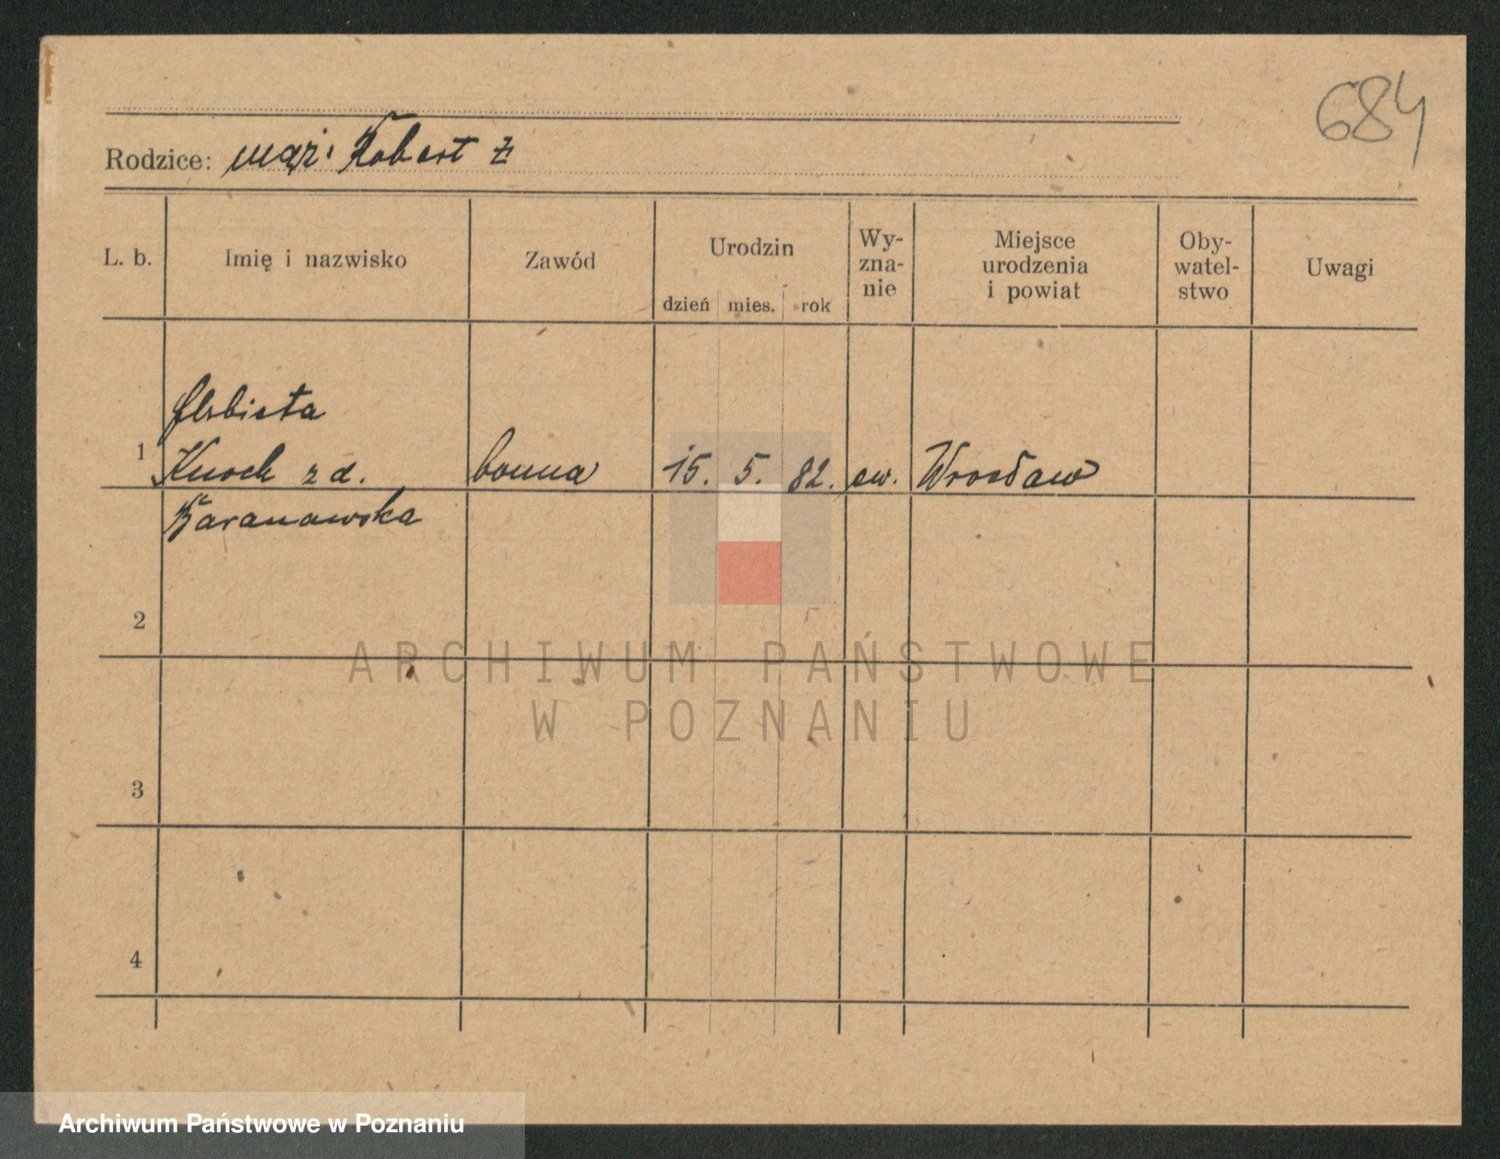 684
Rodzice: mąż: Robert ż
L. b. Imię i nazwisko Zawód Urodzin Wy-
zna-
nie Miejsce
urodzenia
i powiat Oby-
watel-
stwo Uwagi
dzień mies. rok
Elsbieta
1 Knoch z d. bonna 15. 5. 82. ew. Wrocław
Baranowska
2
ARCHIWUM PAŃSTWOWE
W POZNANIU
3
4
Archiwum Państwowe w Poznaniu